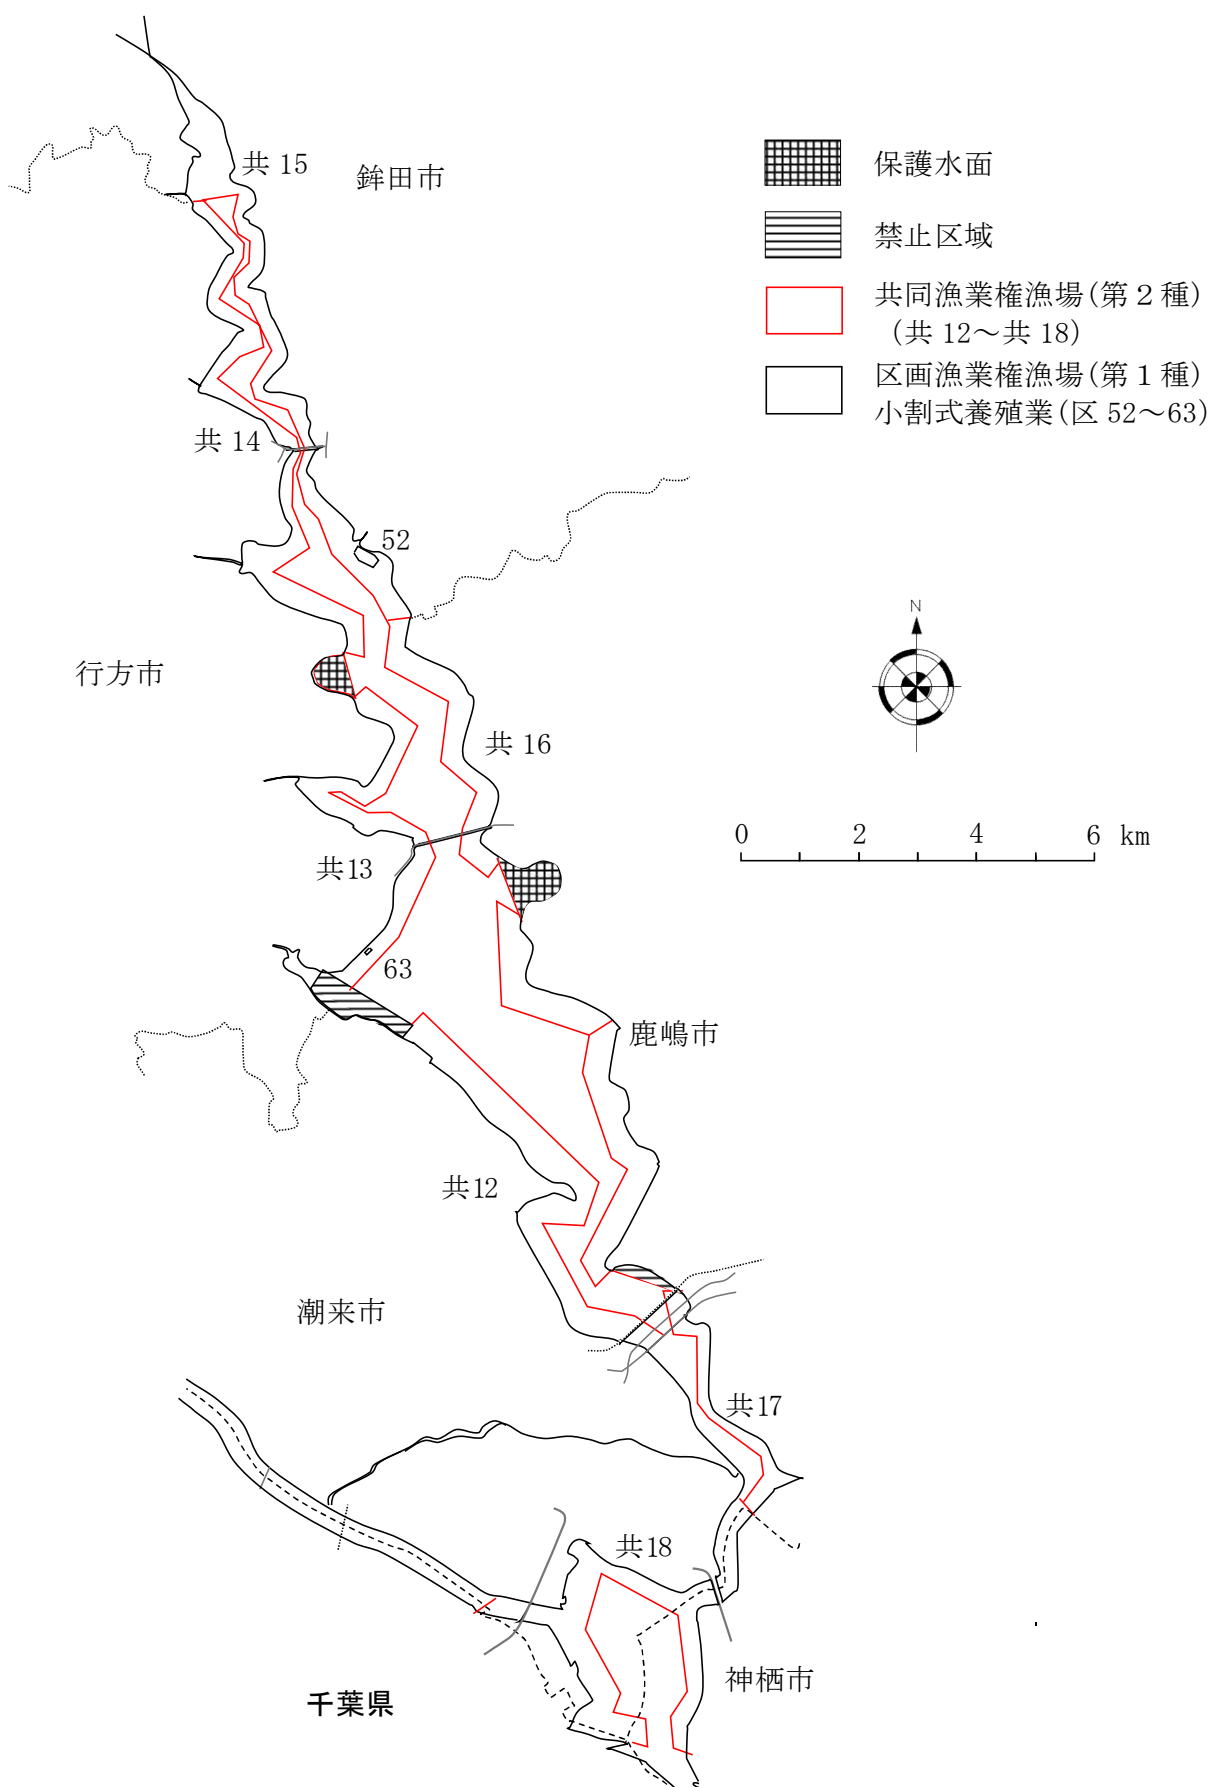 共 15
鉾田市
保護水面
禁止区域
共同漁業権漁場(第２種)
(共 12～共 18)
区画漁業権漁場(第１種)
小割式養殖業(区 52～63)
共 14
52
N
行方市
共 16
0 2 4 6 km
共13
63
鹿嶋市
共12
潮来市
共17
共18
神栖市
千葉県